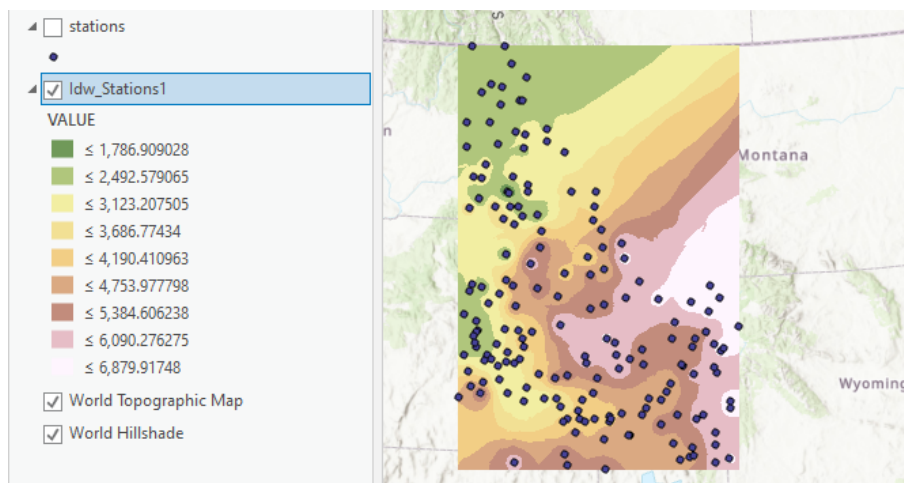 stations
Idw_Stations1
VALUE
≤ 1,786.909028
≤ 2,492.579065
≤ 3,123.207505
≤ 3,686.77434
≤ 4,190.410963
≤ 4,753.977798
≤ 5,384.606238
≤ 6,090.276275
≤ 6,879.91748
World Topographic Map
World Hillshade
S
n
Montana
Wyoming